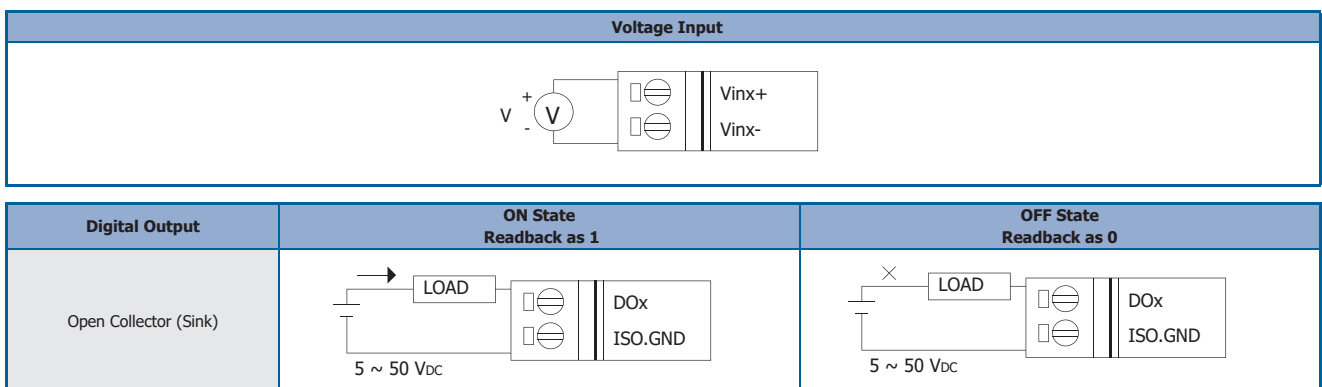 Voltage Input
+
V
V
-
Vinx+
Vinx-
Digital Output
ON State
Readback as 1
OFF State
Readback as 0
Open Collector (Sink)
LOAD
DOx
ISO.GND
5 ~ 50 VDC
LOAD
DOx
ISO.GND
5 ~ 50 VDC